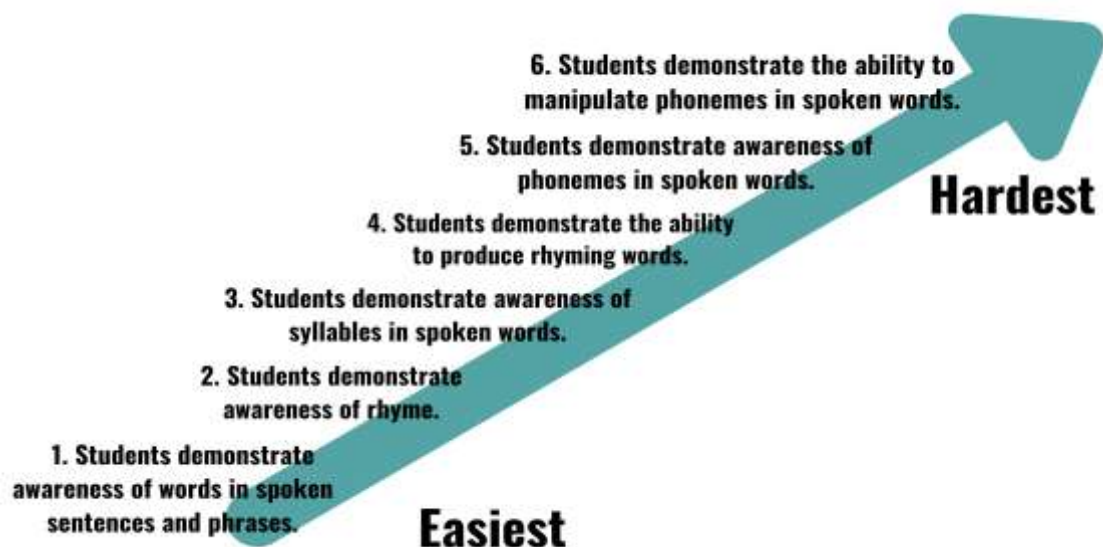 6. Students demonstrate the ability to
manipulate phonemes in spoken words.
5. Students demonstrate awareness of
phonemes in spoken words.
Hardest
4. Students demonstrate the ability
to produce rhyming words.
3. Students demonstrate awareness of
syllables in spoken words.
2. Students demonstrate
awareness of rhyme.
1. Students demonstrate
awareness of words in spoken
sentences and phrases.
Easiest